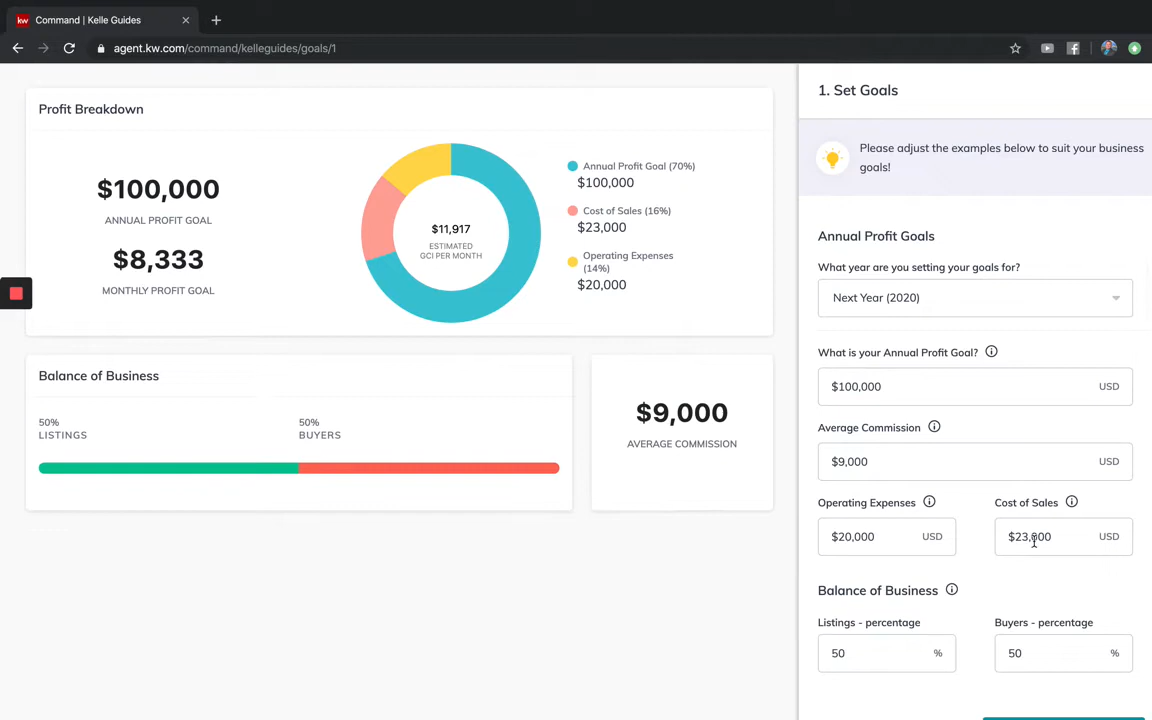 kw Command | Kelle Guides
agent.kw.com/command/kelleguides/goals/1
Profit Breakdown
$100,000
ANNUAL PROFIT GOAL
$8,333
MONTHLY PROFIT GOAL
$11,917
ESTIMATED
GCI PER MONTH
Annual Profit Goal (70%)
$100,000
Cost of Sales (16%)
$23,000
Operating Expenses
(14%)
$20,000
Balance of Business
50%
LISTINGS
50%
BUYERS
$9,000
AVERAGE COMMISSION
1. Set Goals
Please adjust the examples below to suit your business
goals!
Annual Profit Goals
What year are you setting your goals for?
Next Year (2020)
What is your Annual Profit Goal?
$100,000 USD
Average Commission
$9,000 USD
Operating Expenses
$20,000 USD
Cost of Sales
$23,000 USD
Balance of Business
Listings - percentage
50 %
Buyers - percentage
50 %